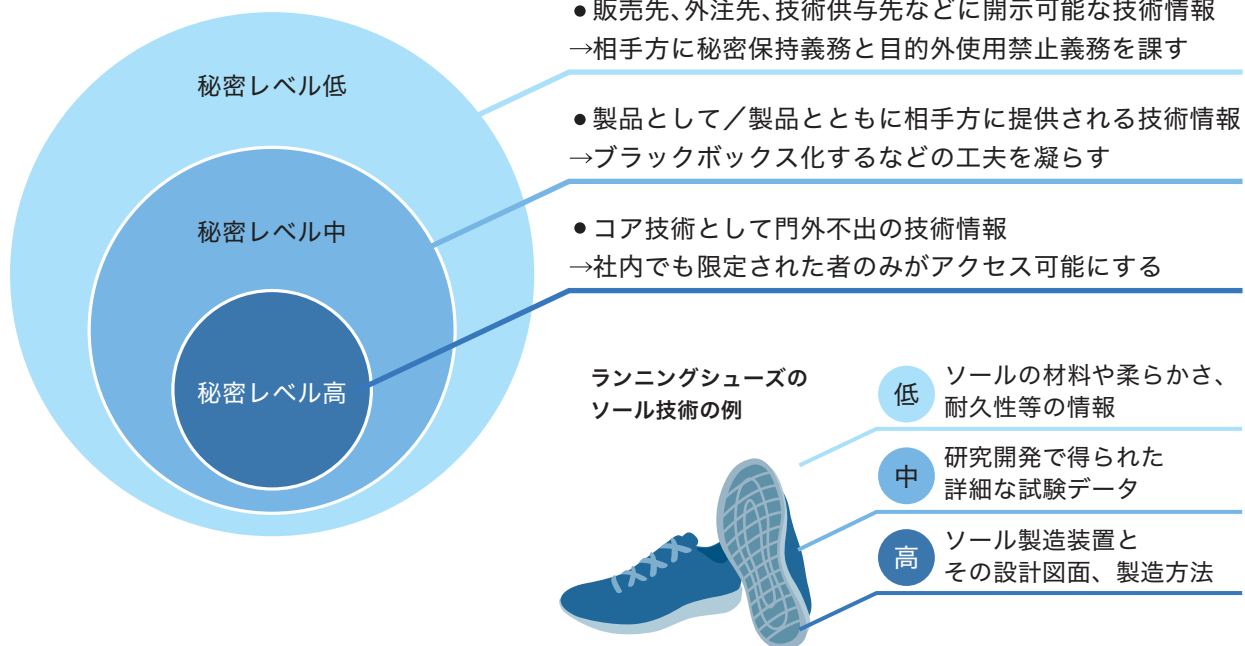 ●販売先、外注先、技術供与先などに開示可能な技術情報
→相手方に秘密保持義務と目的外使用禁止義務を課す
秘密レベル低
●製品として／製品とともに相手方に提供される技術情報
→ブラックボックス化するなどの工夫を凝らす
秘密レベル中
●コア技術として門外不出の技術情報
→社内でも限定された者のみがアクセス可能にする
秘密レベル高
ランニングシューズの
ソール技術の例
低
ソールの材料や柔らかさ、
耐久性等の情報
中
研究開発で得られた
詳細な試験データ
高
ソール製造装置と
その設計図面、製造方法